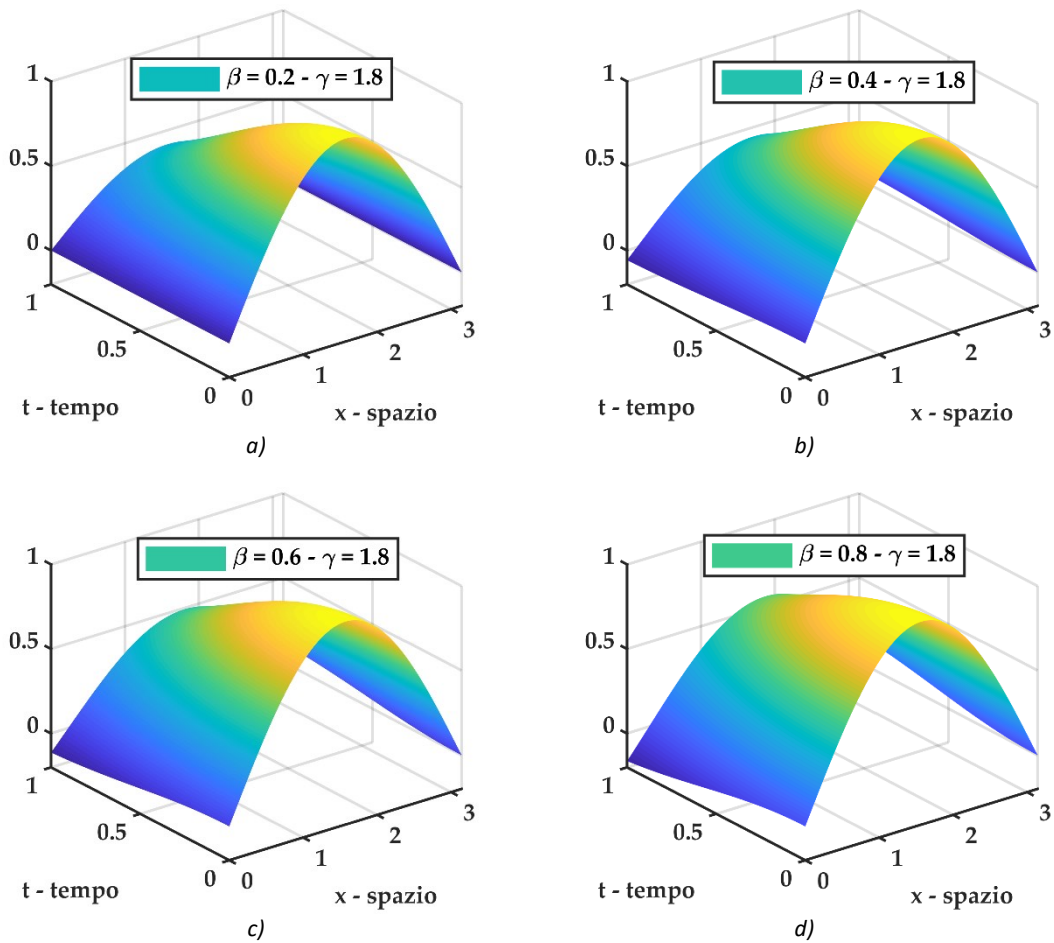 β = 0.2 - γ = 1.8
1
0.5
0
1
0.5
0
0
1
2
3
t - tempo
x - spazio
a)
β = 0.4 - γ = 1.8
1
0.5
0
1
0.5
0
0
1
2
3
t - tempo
x - spazio
b)
β = 0.6 - γ = 1.8
1
0.5
0
1
0.5
0
0
1
2
3
t - tempo
x - spazio
c)
β = 0.8 - γ = 1.8
1
0.5
0
1
0.5
0
0
1
2
3
t - tempo
x - spazio
d)